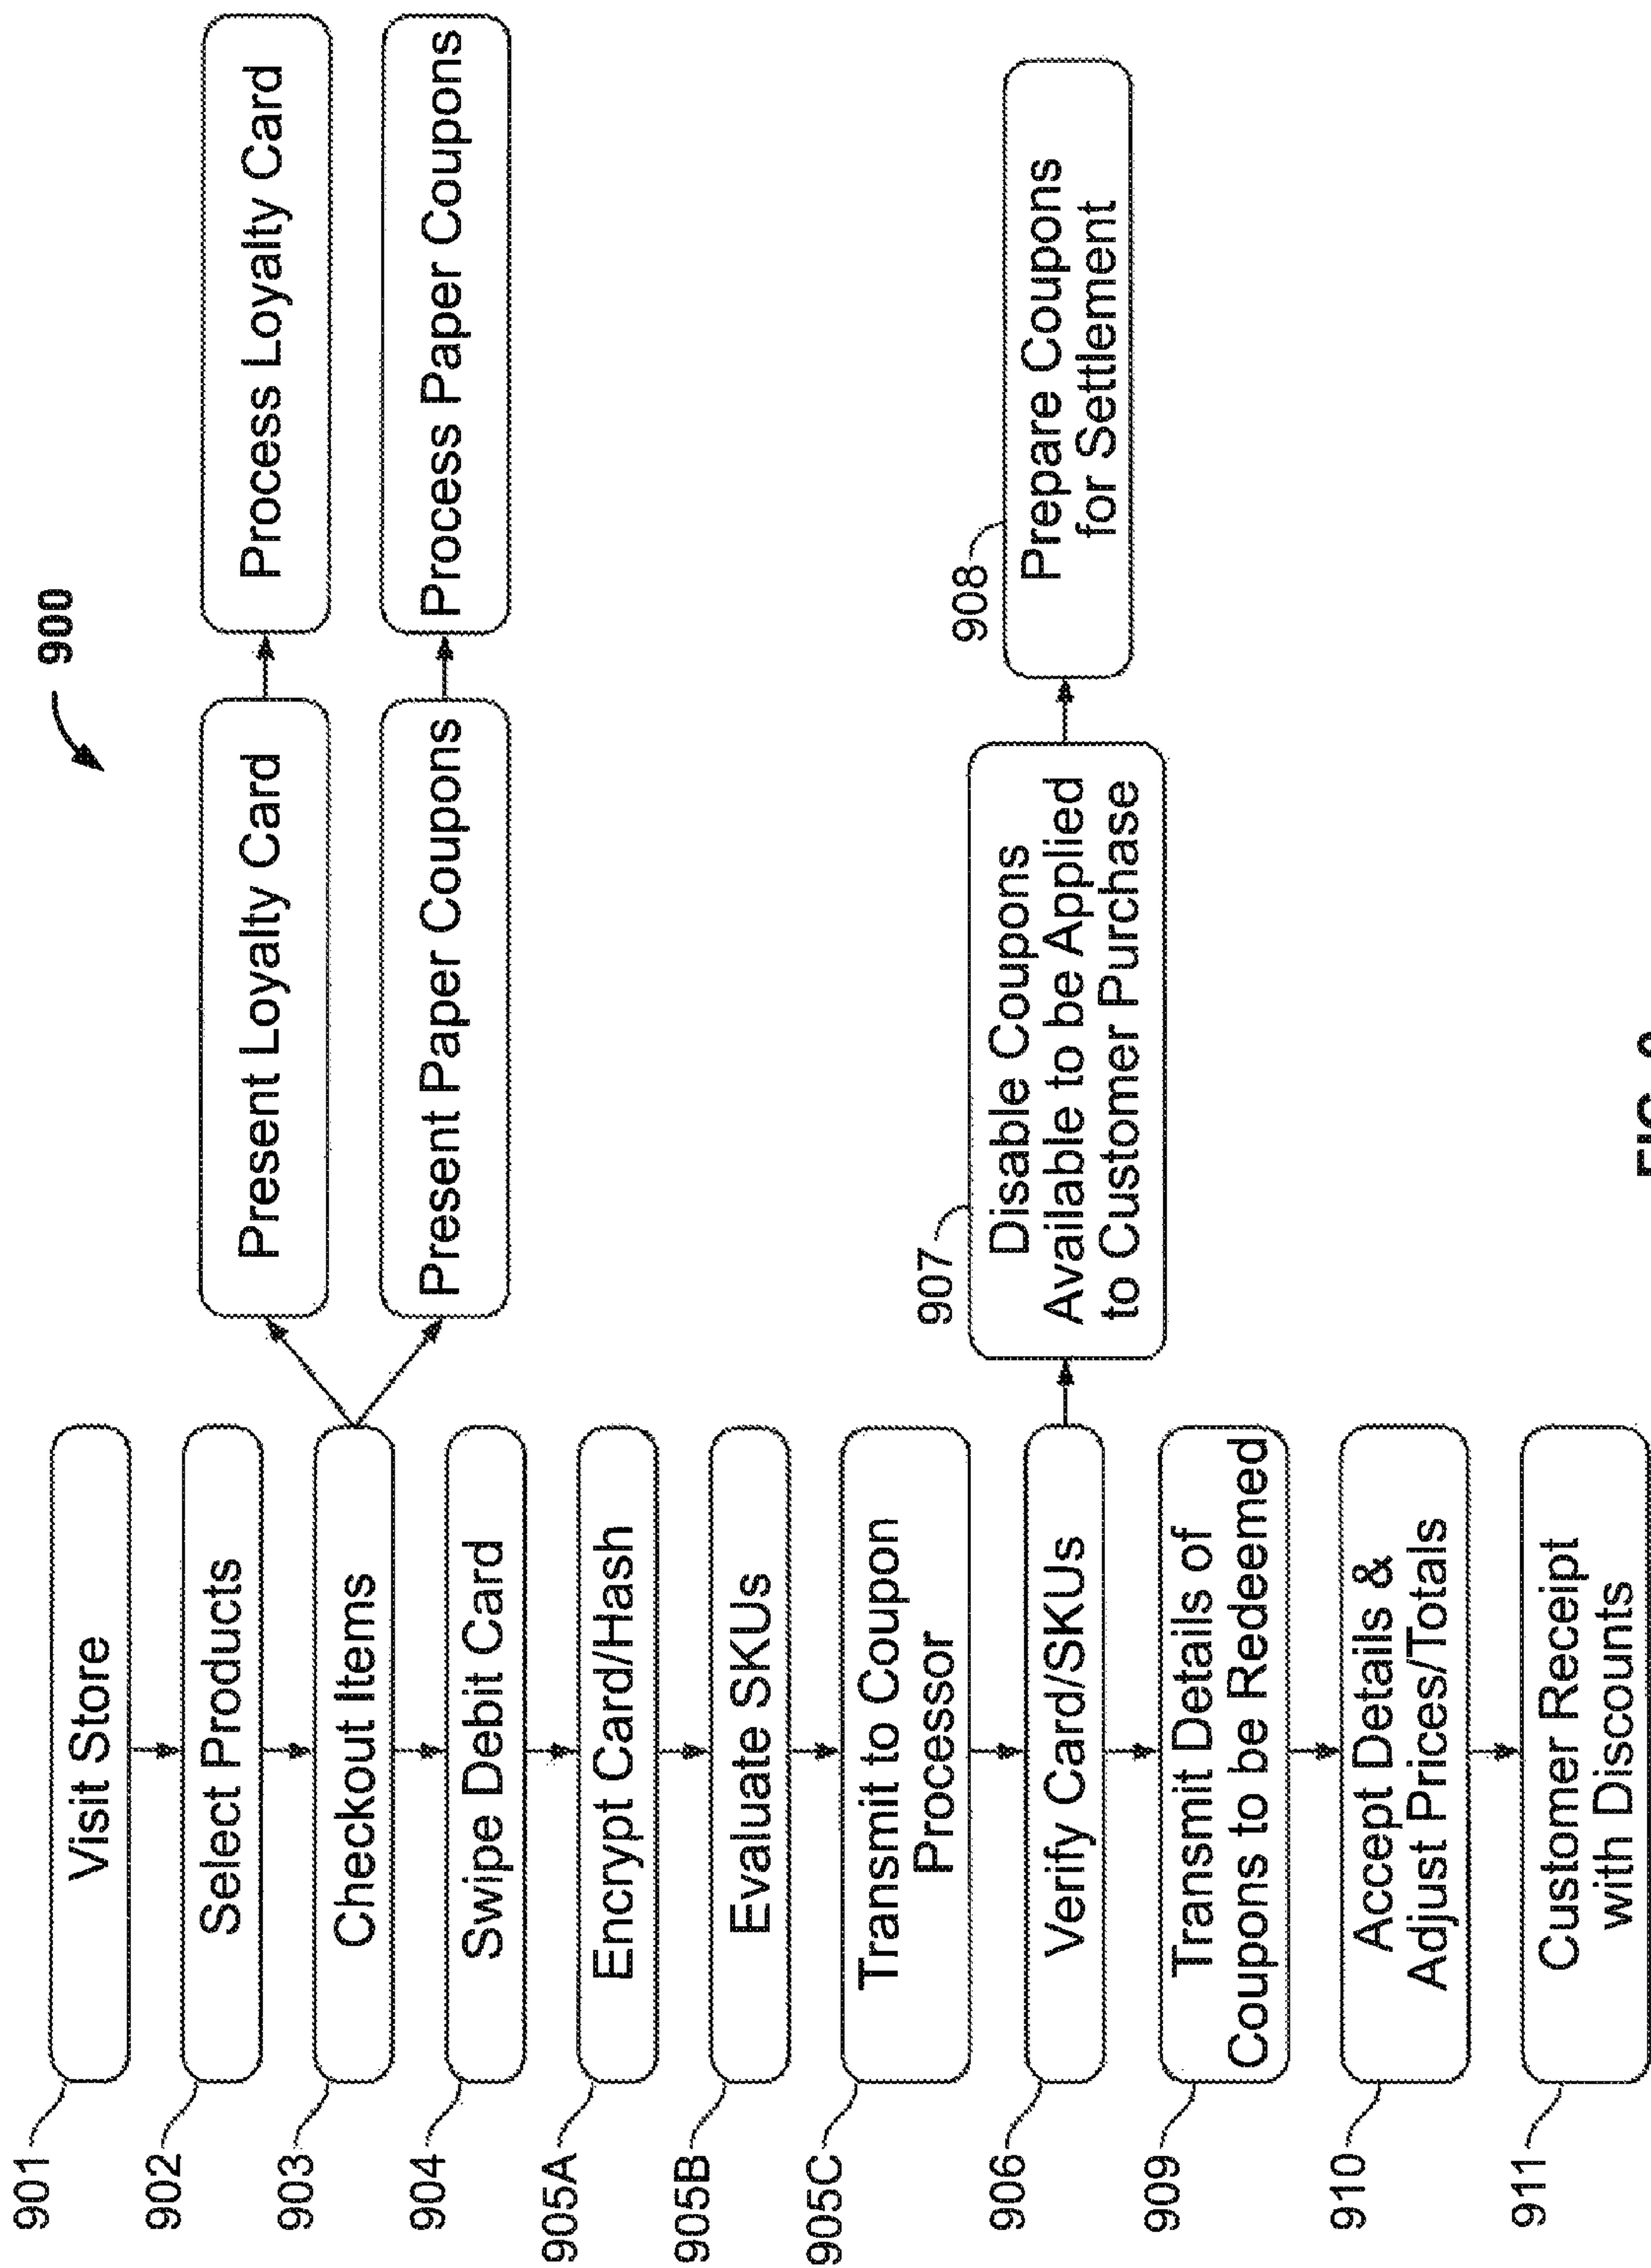 900
901
Visit Store
902
Select Products
903
Checkout Items
Present Loyalty Card
Process Loyalty Card
Present Paper Coupons
Process Paper Coupons
904
Swipe Debit Card
905A
Encrypt Card/Hash
905B
Evaluate SKUs
905C
Transmit to Coupon
Processor
906
Verify Card/SKUs
907
Disable Coupons
Available to be Applied
to Customer Purchase
908
Prepare Coupons
for Settlement
909
Transmit Details of
Coupons to be Redeemed
910
Accept Details &
Adjust Prices/Totals
911
Customer Receipt
with Discounts